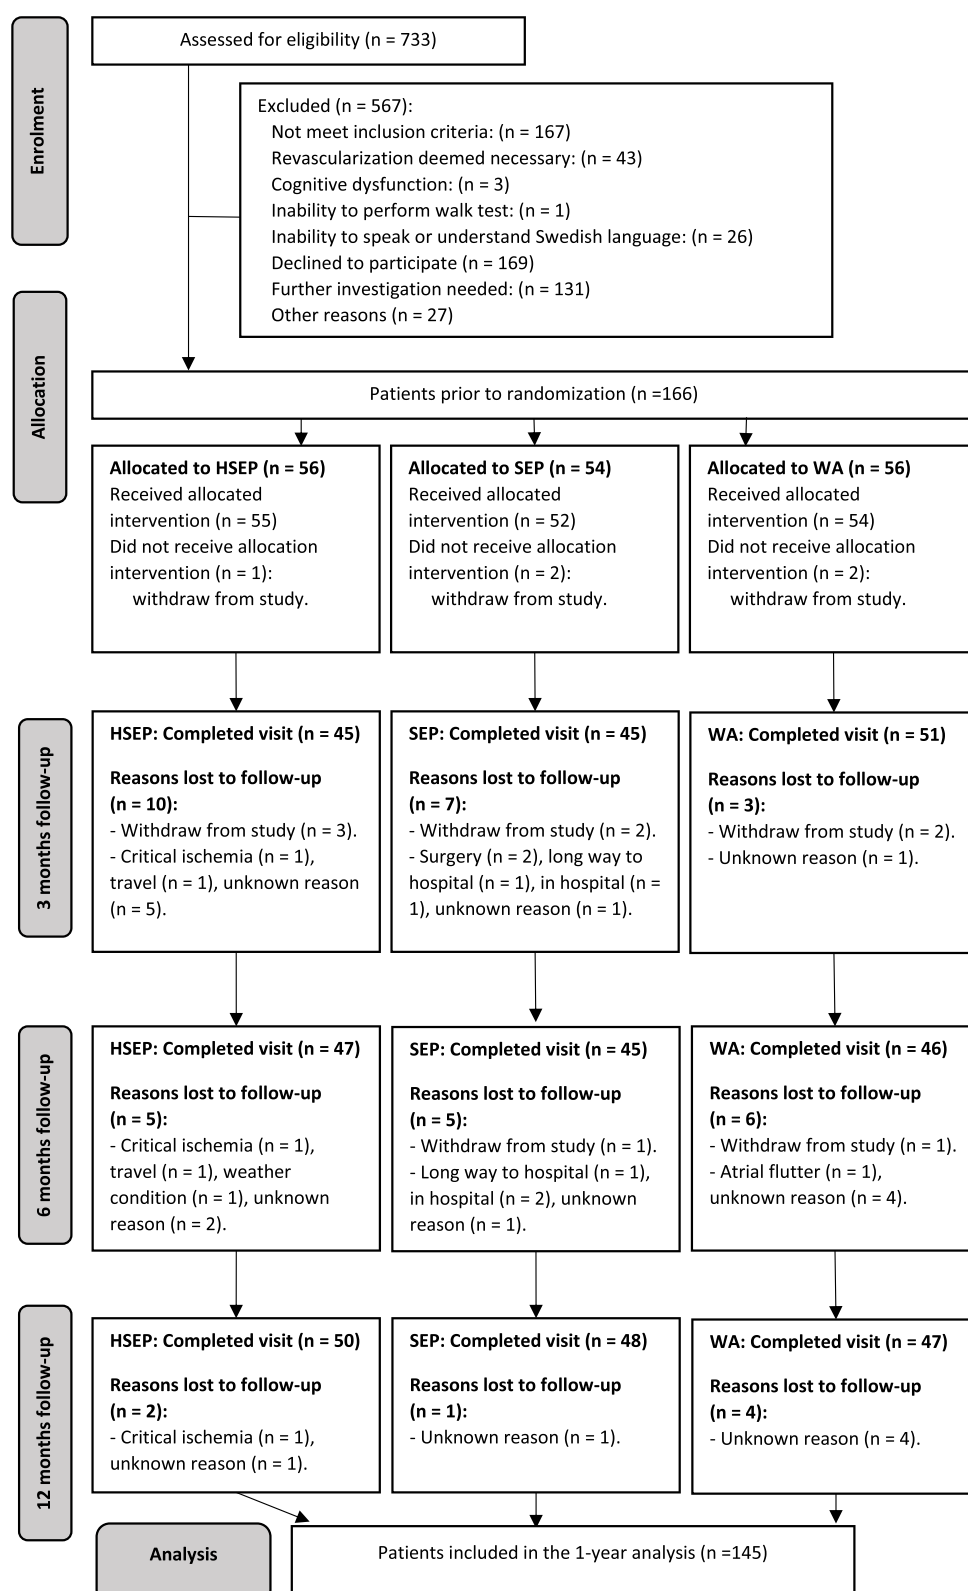 Enrolment
Assessed for eligibility (n = 733)
Excluded (n = 567):
Not meet inclusion criteria: (n = 167)
Revascularization deemed necessary: (n = 43)
Cognitive dysfunction: (n = 3)
Inability to perform walk test: (n = 1)
Inability to speak or understand Swedish language: (n = 26)
Declined to participate (n = 169)
Further investigation needed: (n = 131)
Other reasons (n = 27)
Allocation
Patients prior to randomization (n =166)
Allocated to HSEP (n = 56)
Received allocated
intervention (n = 55)
Did not receive allocation
intervention (n = 1):
withdraw from study.
Allocated to SEP (n = 54)
Received allocated
intervention (n = 52)
Did not receive allocation
intervention (n = 2):
withdraw from study.
Allocated to WA (n = 56)
Received allocated
intervention (n = 54)
Did not receive allocation
intervention (n = 2):
withdraw from study.
3 months follow-up
HSEP: Completed visit (n = 45)
Reasons lost to follow-up
(n = 10):
- Withdraw from study (n = 3).
- Critical ischemia (n = 1),
travel (n = 1), unknown reason
(n = 5).
SEP: Completed visit (n = 45)
Reasons lost to follow-up
(n = 7):
- Withdraw from study (n = 2).
- Surgery (n = 2), long way to
hospital (n = 1), in hospital (n =
1), unknown reason (n = 1).
WA: Completed visit (n = 51)
Reasons lost to follow-up
(n = 3):
- Withdraw from study (n = 2).
- Unknown reason (n = 1).
6 months follow-up
HSEP: Completed visit (n = 47)
Reasons lost to follow-up
(n = 5):
- Critical ischemia (n = 1),
travel (n = 1), weather
condition (n = 1), unknown
reason (n = 2).
SEP: Completed visit (n = 45)
Reasons lost to follow-up
(n = 5):
- Withdraw from study (n = 1).
- Long way to hospital (n = 1),
in hospital (n = 2), unknown
reason (n = 1).
WA: Completed visit (n = 46)
Reasons lost to follow-up
(n = 6):
- Withdraw from study (n = 1).
- Atrial flutter (n = 1),
unknown reason (n = 4).
12 months follow-up
HSEP: Completed visit (n = 50)
Reasons lost to follow-up
(n = 2):
- Critical ischemia (n = 1),
unknown reason (n = 1).
SEP: Completed visit (n = 48)
Reasons lost to follow-up
(n = 1):
- Unknown reason (n = 1).
WA: Completed visit (n = 47)
Reasons lost to follow-up
(n = 4):
- Unknown reason (n = 4).
Analysis
Patients included in the 1-year analysis (n =145)